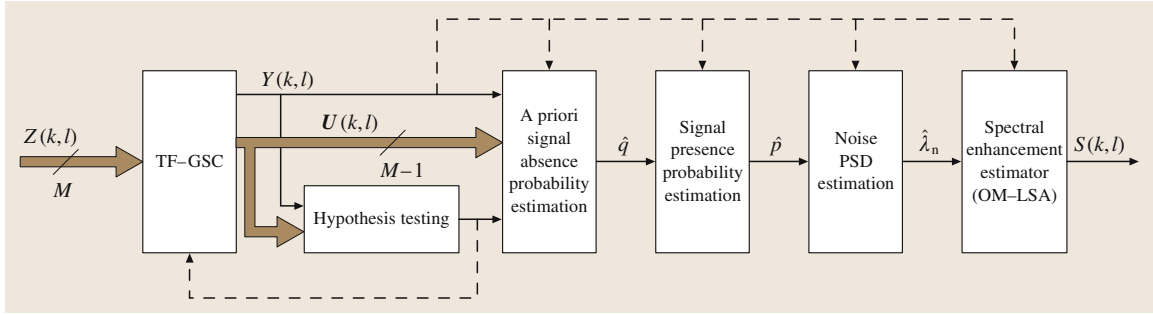 Z(k,l)
M
TF–GSC
Y(k,l)
U(k,l)
M–1
Hypothesis testing
A priori
signal
absence
probability
estimation
q̂
Signal
presence
probability
estimation
p̂
Noise
PSD
estimation
λ̂n
Spectral
enhancement
estimator
(OM–LSA)
S(k,l)